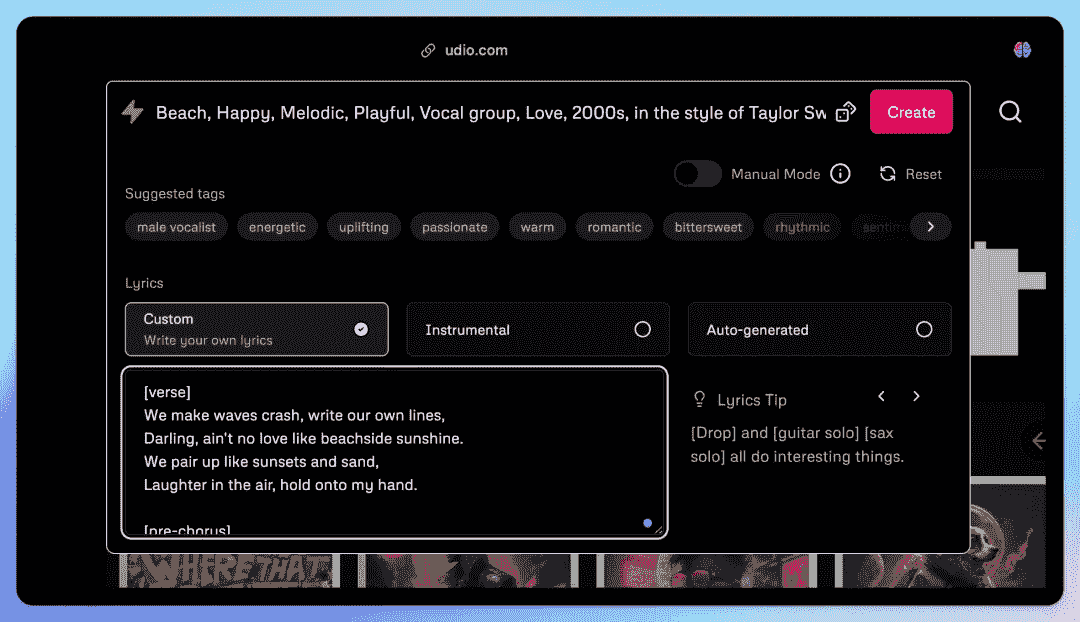 udio.com
Beach, Happy, Melodic, Playful, Vocal group, Love, 2000s, in the style of Taylor Sw
Create
Manual Mode
Reset
Suggested tags
male vocalist energetic uplifting passionate warm romantic bittersweet rhythmic
Lyrics
Custom
Write your own lyrics
Instrumental
Auto-generated
[verse]
We make waves crash, write our own lines,
Darling, ain't no love like beachside sunshine.
We pair up like sunsets and sand,
Laughter in the air, hold onto my hand.
[pre-chorus]
Lyrics Tip
[Drop] and [guitar solo] [sax
solo] all do interesting things.
WHERE THAT